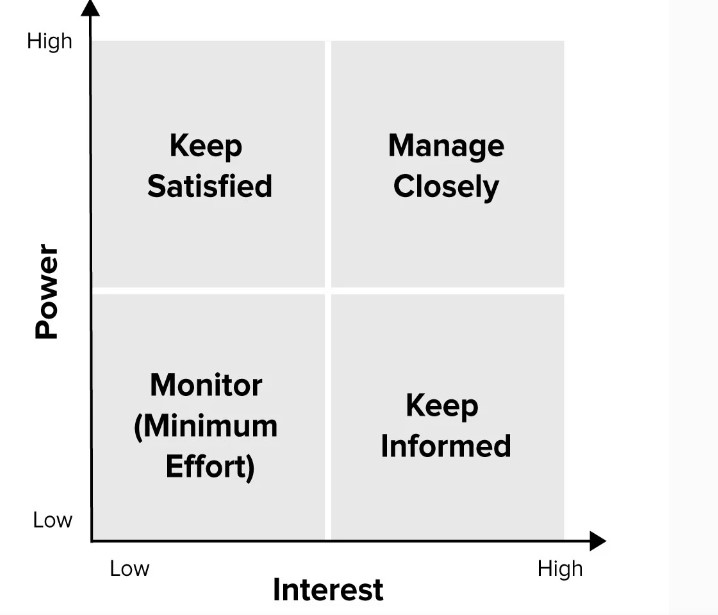 High
Keep
Satisfied
Manage
Closely
Power
Monitor
(Minimum
Effort)
Keep
Informed
Low
Low
High
Interest